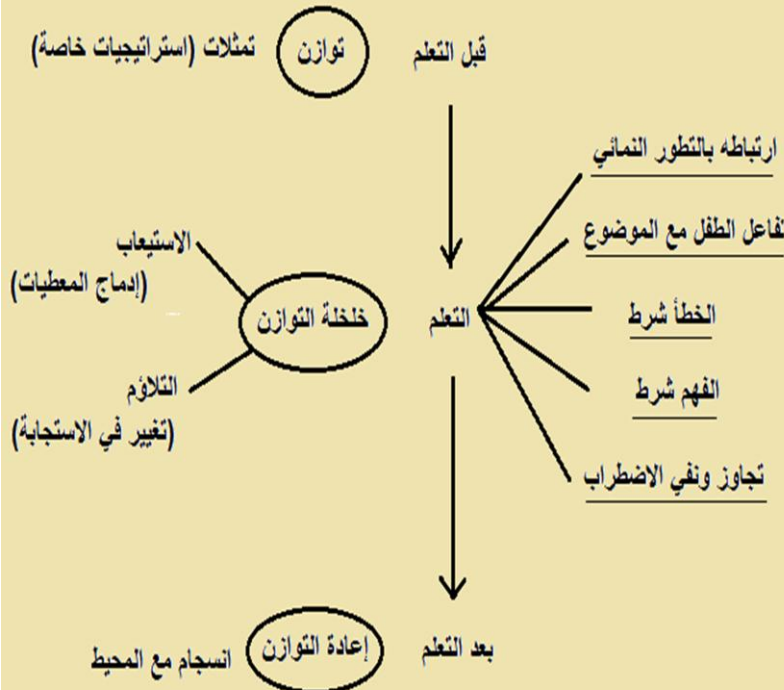 قبل التعلم
توازن
تمثلات (استراتيجيات خاصة)
ارتباطه بالتطور النمائي
تفاعل الطفل مع الموضوع
الخطأ شرط
الفهم شرط
تجاوز ونفي الاضطراب
التعلم
خلخلة التوازن
الاستيعاب
(إدماج المعطيات)
التلاؤم
(تغيير في الاستجابة)
بعد التعلم
إعادة التوازن
انسجام مع المحيط